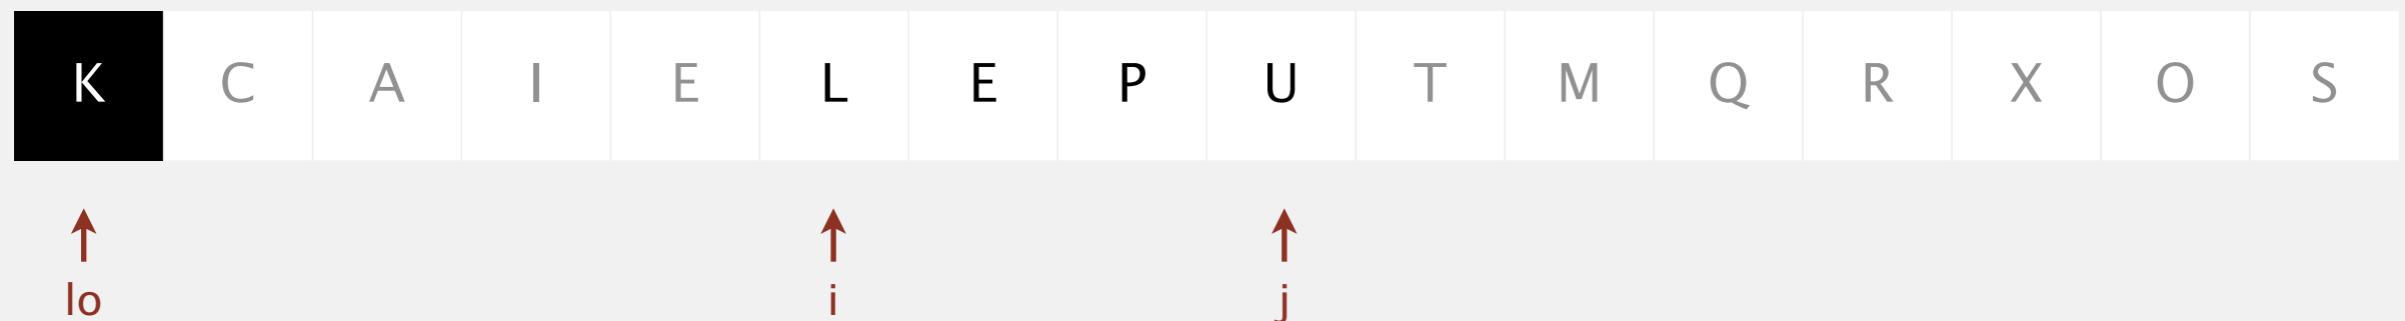 K C A I E L E P U T M Q R X O S
lo i j